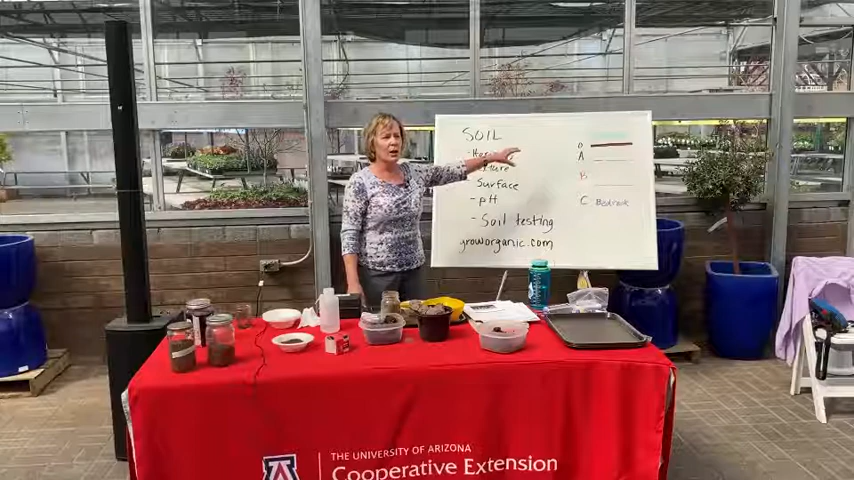 SOIL
Surface
- pH
- Soil testing
groworganic.com
O
A
B
C Bedrock
A
THE UNIVERSITY OF ARIZONA
Cooperative Extension